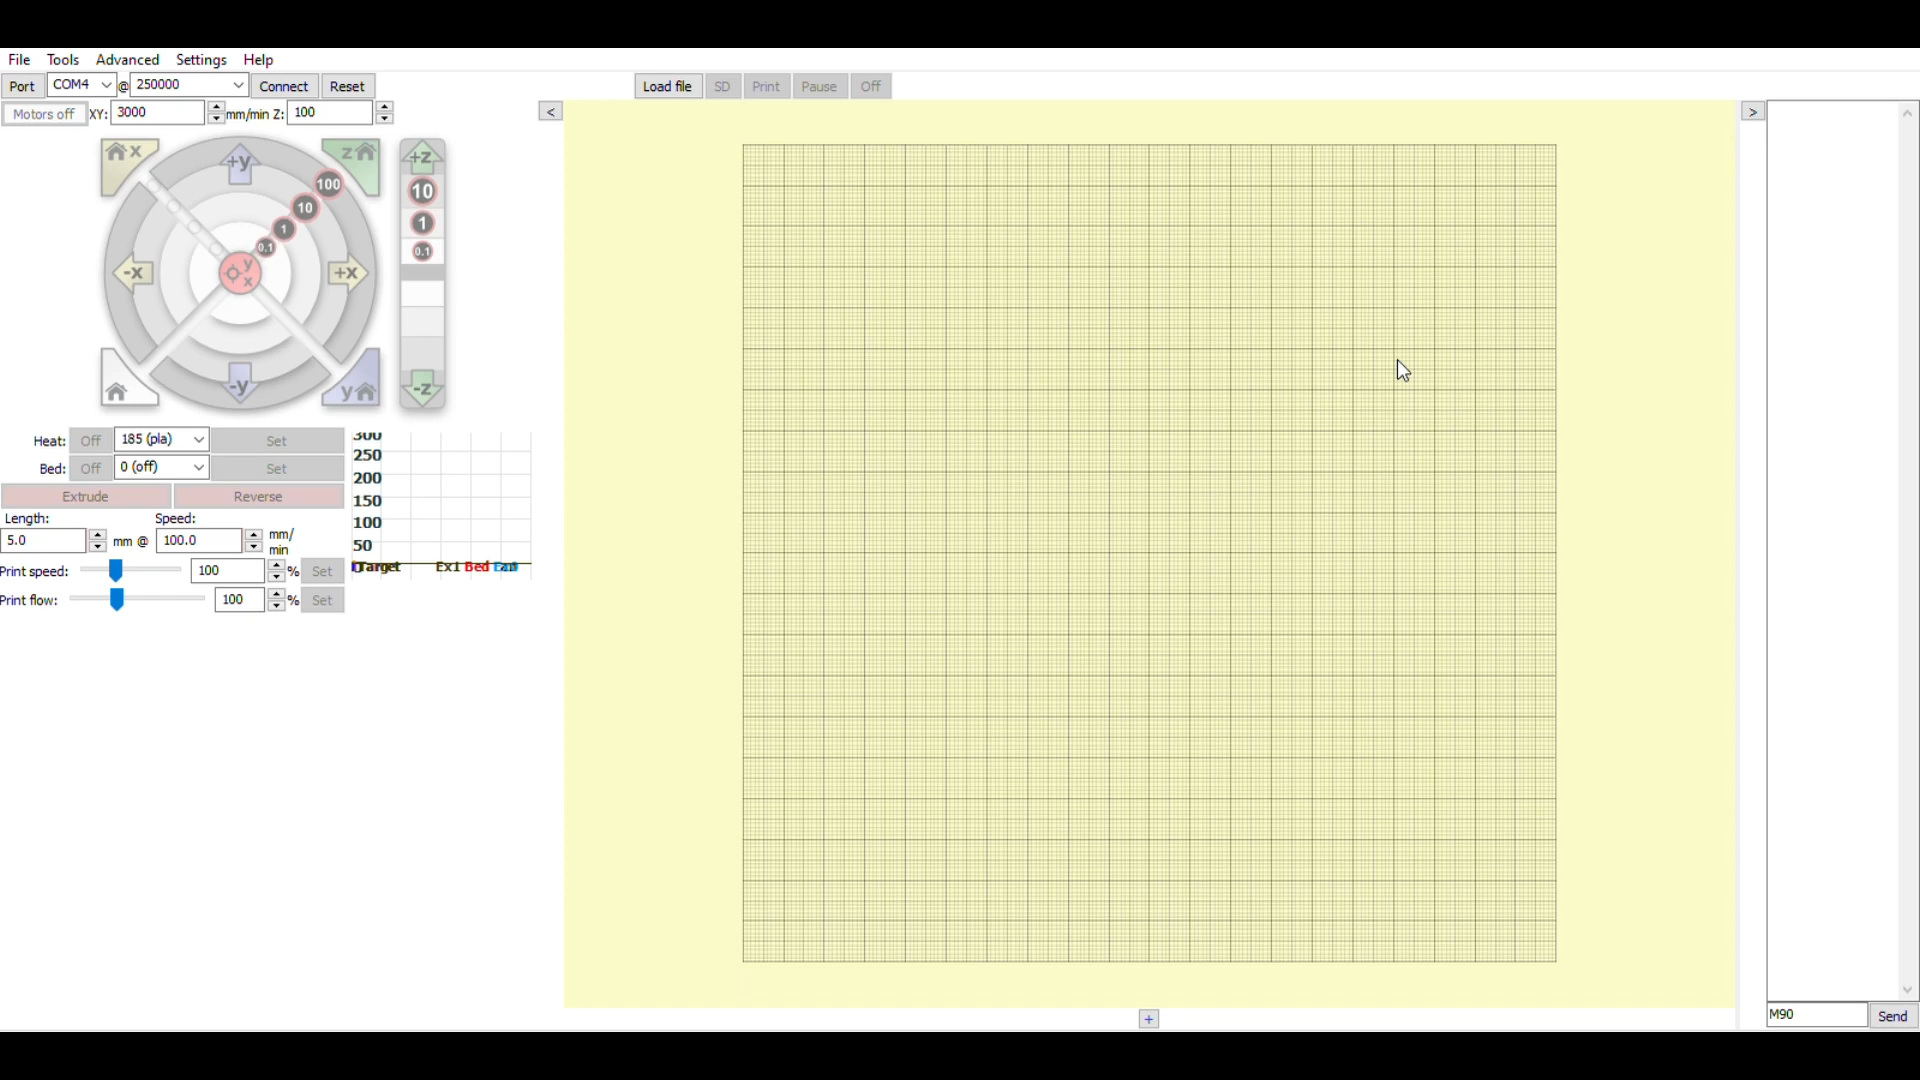 File Tools Advanced Settings Help
Port COM4 @ 250000 Connect Reset Load file SD Print Pause Off
Motors off XY: 3000 mm/min Z: 100 < >
x +y z +z
100 10
10 1
1 0.1
0.1
-x y x +x
-y y -z
Heat: Off 185 (pla) Set
Bed: Off 0 (off) Set
Extrude Reverse
Length: Speed:
5.0 mm @ 100.0 mm/
min
Print speed: 100 % Set
Print flow: 100 % Set
300
250
200
150
100
50
Target Ex1 Bed
+
M90 Send